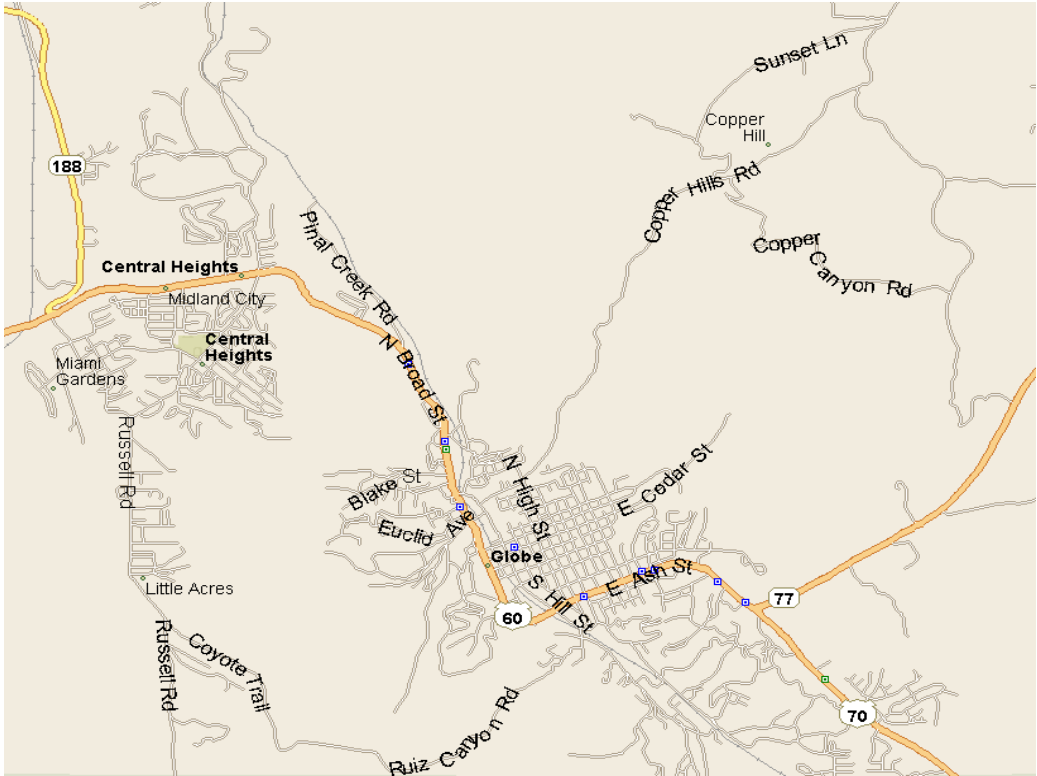 Sunset Ln
Copper
Hill
188
Copper Hills Rd
Pinal Creek Rd
Copper
Canyon Rd
Central Heights
Midland City
Central
Heights
Miami
Gardens
N Broad St
Russell Rd
Blake St
N High St
E Cedar St
Euclid Ave
Globe
E Ash St
Little Acres
S Hill St
77
60
Russell Rd
Coyote Trail
Ruiz Canyon Rd
70